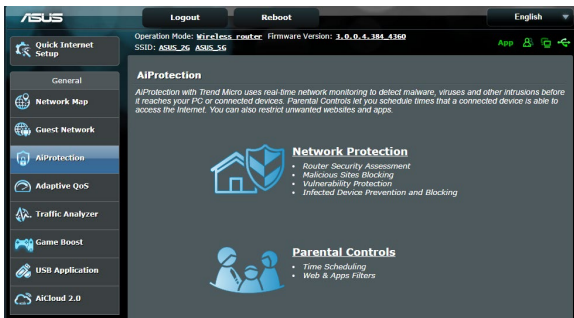 ASUS
Logout
Reboot
English
Quick Internet
Setup
Operation Mode: Wireless router Firmware Version: 3.0.0.4.384_4360
SSID: ASUS_2G ASUS_5G
App
General
Network Map
Guest Network
AiProtection
Adaptive QoS
Traffic Analyzer
Game Boost
USB Application
AiCloud 2.0
AiProtection
AiProtection with Trend Micro uses real-time network monitoring to detect malware, viruses and other intrusions before
it reaches your PC or connected devices. Parental Controls let you schedule times that a connected device is able to
access the Internet. You can also restrict unwanted websites and apps.
Network Protection
• Router Security Assessment
• Malicious Sites Blocking
• Vulnerability Protection
• Infected Device Prevention and Blocking
Parental Controls
• Time Scheduling
• Web & Apps Filters